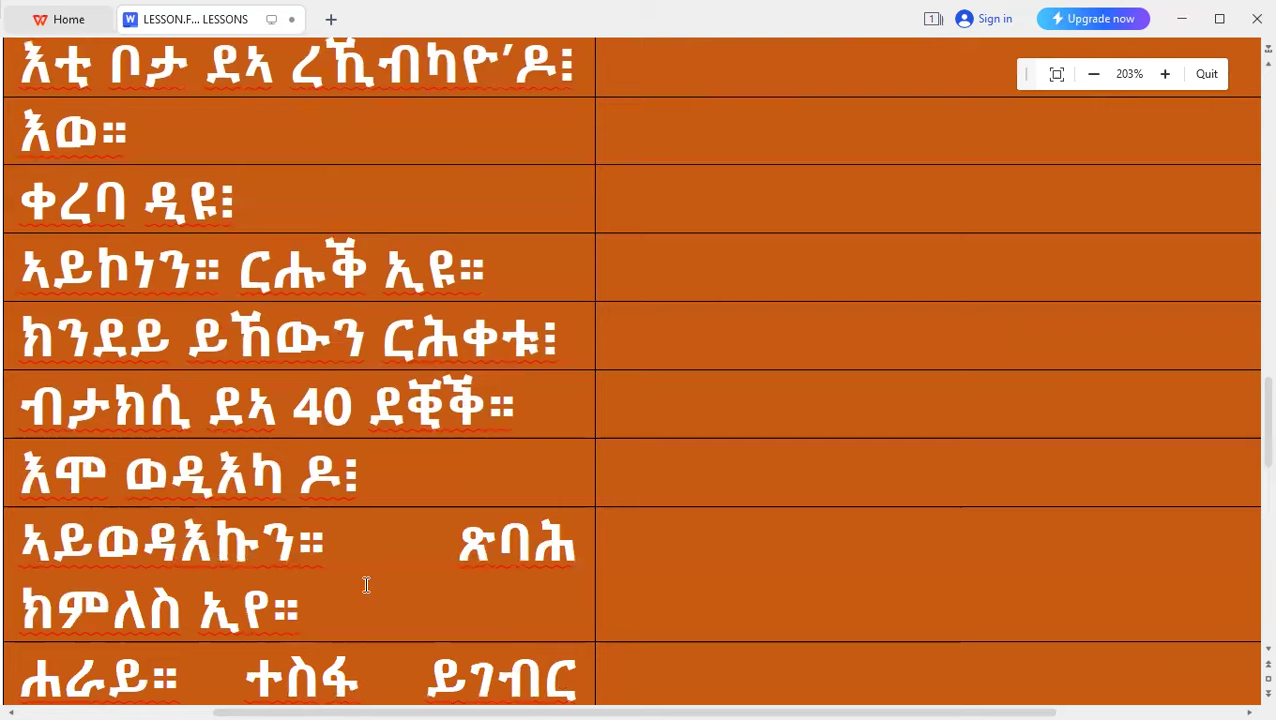 Home
LESSON.F... LESSONS
Sign in
Upgrade now
203%
Quit
እቲ ቦታ ደኣ ረኺብካዮ’ዶ፧
እወ።
ቀረባ ዲዩ፧
ኣይኮነን። ርሑቕ ኢዩ።
ክንደይ ይኸውን ርሕቀቱ፧
ብታክሲ ደኣ 40 ደቒቕ።
እሞ ወዲእካ ዶ፧
ኣይወዳእኩን። ጽባሕ
ክምለስ ኢየ።
ሐራይ። ተስፋ ይገብር